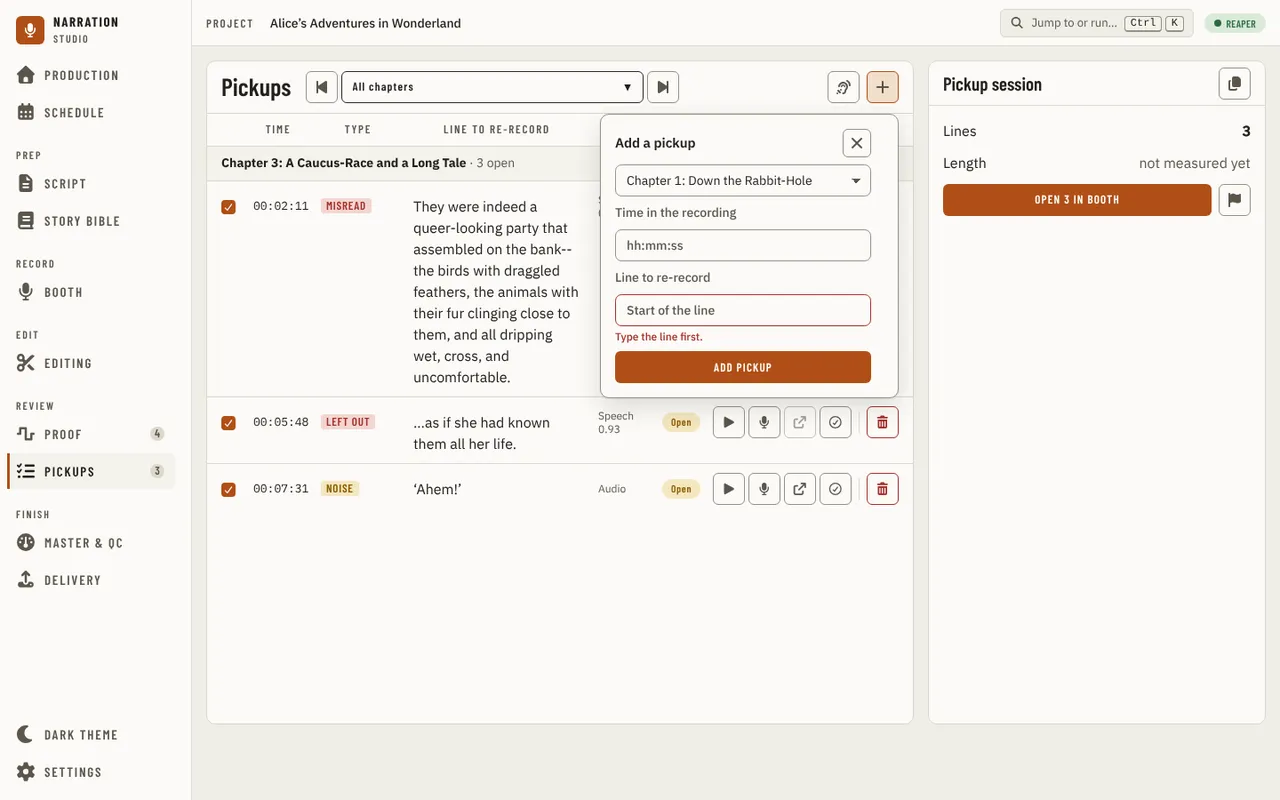 NARRATION
STUDIO
PRODUCTION
SCHEDULE
PREP
SCRIPT
STORY BIBLE
RECORD
BOOTH
EDIT
EDITING
REVIEW
PROOF 4
PICKUPS 3
FINISH
MASTER & QC
DELIVERY
DARK THEME
SETTINGS
PROJECT Alice’s Adventures in Wonderland
Jump to or run... Ctrl K
REAPER
Pickups
All chapters
TIME TYPE LINE TO RE-RECORD
Chapter 3: A Caucus-Race and a Long Tale · 3 open
00:02:11 MISREAD They were indeed a
queer-looking party that
assembled on the bank--
the birds with draggled
feathers, the animals with
their fur clinging close to
them, and all dripping
wet, cross, and
uncomfortable.
00:05:48 LEFT OUT ...as if she had known
them all her life.
Speech
0.93
Open
00:07:31 NOISE ‘Ahem!’ Audio Open
Add a pickup
Chapter 1: Down the Rabbit-Hole
Time in the recording
hh:mm:ss
Line to re-record
Start of the line
Type the line first.
ADD PICKUP
Pickup session
Lines 3
Length not measured yet
OPEN 3 IN BOOTH